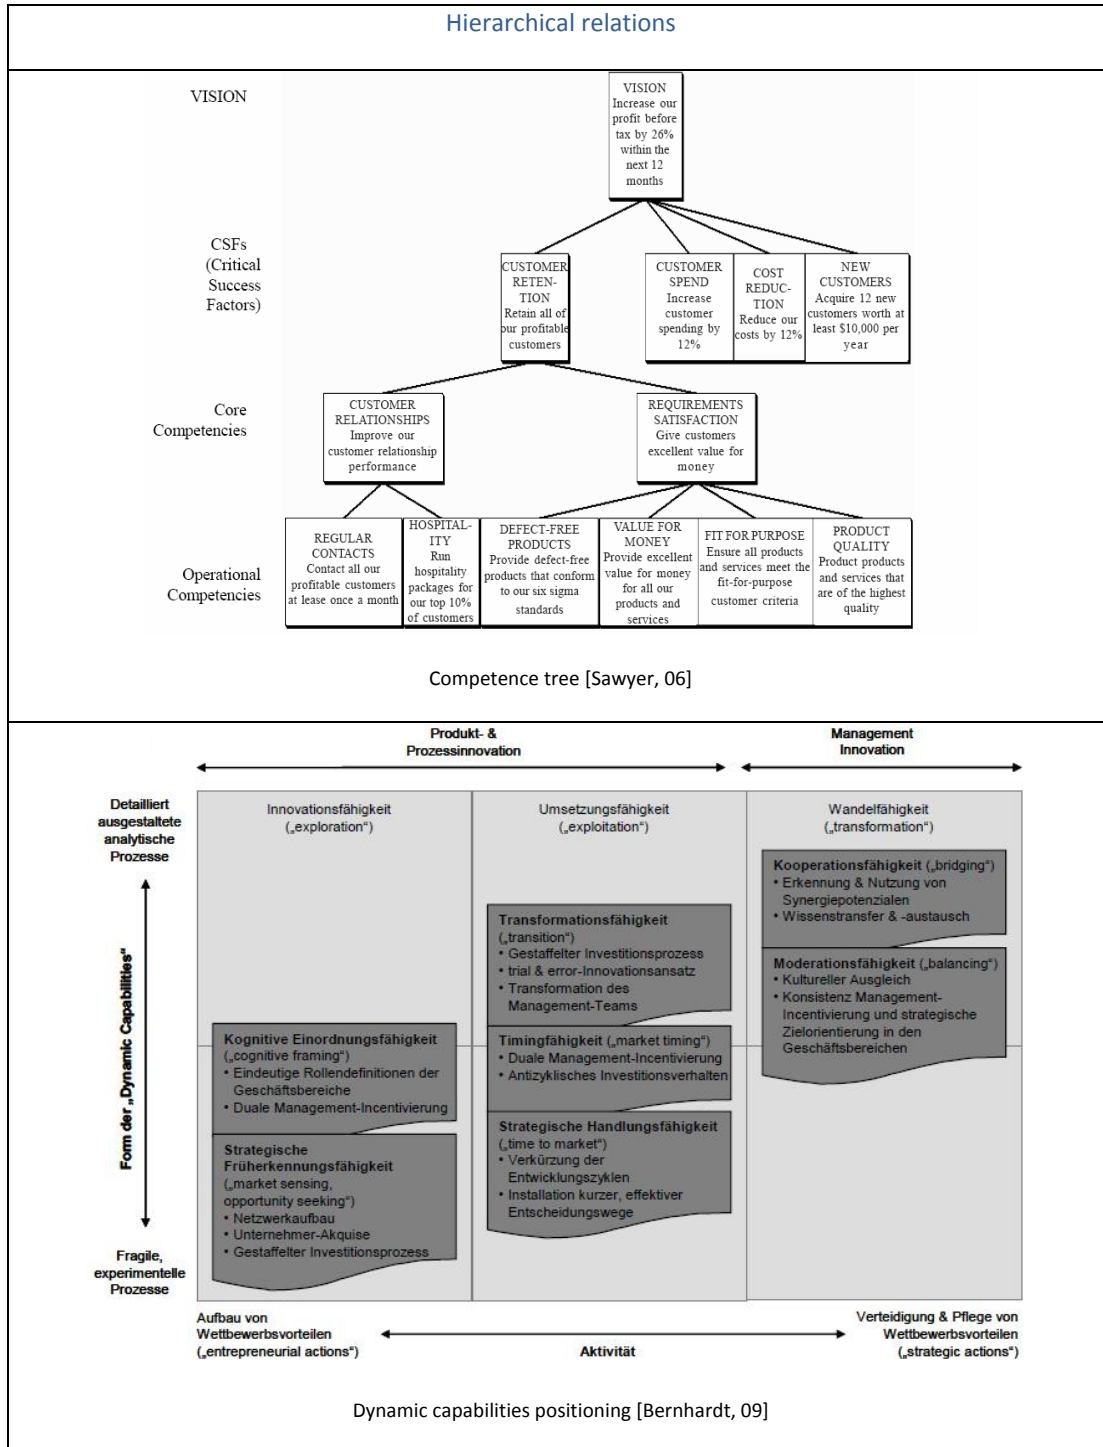 Hierarchical relations
VISION
VISION
Increase our
profit before
tax by 26%
within the
next 12
months
CSFs
(Critical
Success
Factors)
CUSTOMER
RETEN-
TION
Retain all of
our profitable
customers
CUSTOMER
SPEND
Increase
customer
spending by
12%
COST
REDUC-
TION
Reduce our
costs by 12%
NEW
CUSTOMERS
Acquire 12 new
customers worth at
least $10,000 per
year
Core
Competencies
CUSTOMER
RELATIONSHIPS
Improve our
customer relationship
performance
REQUIREMENTS
SATISFACTION
Give customers
excellent value for
money
Operational
Competencies
REGULAR
CONTACTS
Contact all our
profitable customers
at lease once a month
HOSPITAL-
ITY
Run
hospitality
packages for
our top 10%
of customers
DEFECT-FREE
PRODUCTS
Provide defect-free
products that conform
to our six sigma
standards
VALUE FOR
MONEY
Provide excellent
value for money
for all our
products and
services
FIT FOR PURPOSE
Ensure all products
and services meet the
fit-for-purpose
customer criteria
PRODUCT
QUALITY
Product products
and services that
are of the highest
quality
Competence tree [Sawyer, 06]
Produkt- &
Prozessinnovation
Management
Innovation
Detailliert
ausgestaltete
analytische
Prozesse
Form der „Dynamic Capabilities“
Fragile,
experimentelle
Prozesse
Innovationsfähigkeit
(„exploration“)
Kognitive Einordnungsfähigkeit
(„cognitive framing“)
• Eindeutige Rollendefinitionen der
Geschäftsbereiche
• Duale Management-Incentivierung
Strategische
Früherkennungsfähigkeit
(„market sensing,
opportunity seeking“)
• Netzwerkaufbau
• Unternehmer-Akquise
• Gestaffelter Investitionsprozess
Umsetzungsfähigkeit
(„exploitation“)
Transformationsfähigkeit
(„transition“)
• Gestaffelter Investitionsprozess
• trial & error-Innovationsansatz
• Transformation des
Management-Teams
Timingfähigkeit („market timing“)
• Duale Management-Incentivierung
• Antizyklisches Investitionsverhalten
Strategische Handlungsfähigkeit
(„time to market“)
• Verkürzung der
Entwicklungszyklen
• Installation kurzer, effektiver
Entscheidungswege
Wandelfähigkeit
(„transformation“)
Kooperationsfähigkeit („bridging“)
• Erkennung & Nutzung von
Synergiepotenzialen
• Wissenstransfer & -austausch
Moderationsfähigkeit („balancing“)
• Kultureller Ausgleich
• Konsistenz Management-
Incentivierung und strategische
Zielorientierung in den
Geschäftsbereichen
Aufbau von
Wettbewerbsvorteilen
(„entrepreneurial actions“)
Aktivität
Verteidigung & Pflege von
Wettbewerbsvorteilen
(„strategic actions“)
Dynamic capabilities positioning [Bernhardt, 09]